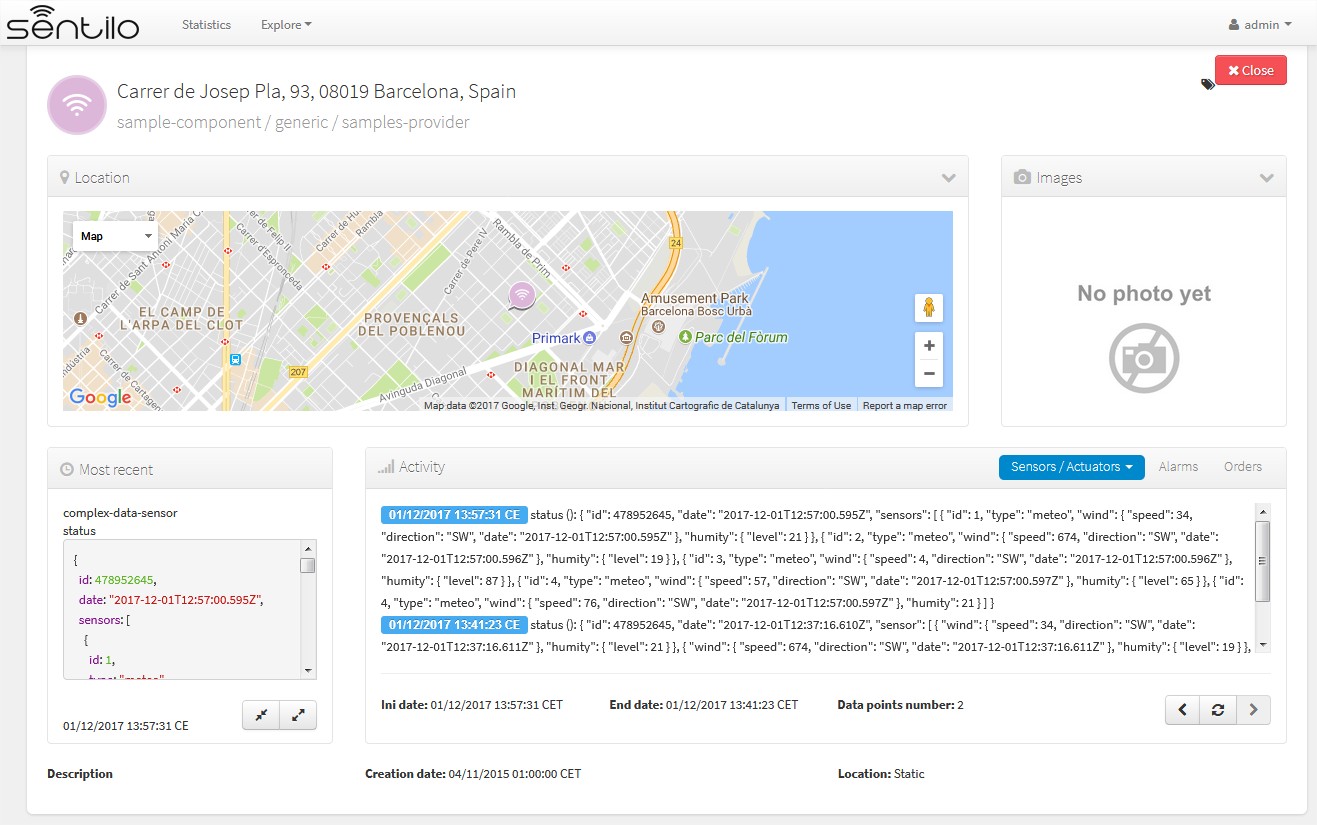 sentilo
Statistics
Explore
admin
Close
Carrer de Josep Pla, 93, 08019 Barcelona, Spain
sample-component / generic / samples-provider
Location
Images
Map
Carrer de Sant Antoni Maria C
Carrer de Felip II
Carrer d'Espronceda
Carrer de Hu
Rambla
Carrer de Pere IV
Rambla de Prim
24
EL CAMP DE
L'ARPA DEL CLOT
PROVENÇALS
DEL POBLENOU
Amusement Park
Barcelona Bosc Urbà
Primark
Parc del Fòrum
DIAGONAL MAR
I EL FRONT
MARÍTIM DEL
207
Avinguda Diagonal
Indústria
Carrer de Cartagen
Google
Map data ©2017 Google, Inst. Geogr. Nacional, Institut Cartografic de Catalunya
Terms of Use
Report a map error
No photo yet
Most recent
complex-data-sensor
status
{
id: 478952645,
date: "2017-12-01T12:57:00.595Z",
sensors: [
{
id: 1,
type: "meteo"
01/12/2017 13:57:31 CE
Activity
Sensors / Actuators
Alarms
Orders
01/12/2017 13:57:31 CE status (): { "id": 478952645, "date": "2017-12-01T12:57:00.595Z", "sensors": [ { "id": 1, "type": "meteo", "wind": { "speed": 34,
"direction": "SW", "date": "2017-12-01T12:57:00.595Z" }, "humity": { "level": 21 } }, { "id": 2, "type": "meteo", "wind": { "speed": 674, "direction": "SW", "date":
"2017-12-01T12:57:00.596Z" }, "humity": { "level": 19 } }, { "id": 3, "type": "meteo", "wind": { "speed": 4, "direction": "SW", "date": "2017-12-01T12:57:00.596Z" },
"humity": { "level": 87 } }, { "id": 4, "type": "meteo", "wind": { "speed": 57, "direction": "SW", "date": "2017-12-01T12:57:00.597Z" }, "humity": { "level": 65 } }, { "id":
4, "type": "meteo", "wind": { "speed": 76, "direction": "SW", "date": "2017-12-01T12:57:00.597Z" }, "humity": 21 } ] }
01/12/2017 13:41:23 CE status (): { "id": 478952645, "date": "2017-12-01T12:37:16.610Z", "sensor": [ { "wind": { "speed": 34, "direction": "SW", "date":
"2017-12-01T12:37:16.611Z" }, "humity": { "level": 21 } }, { "wind": { "speed": 674, "direction": "SW", "date": "2017-12-01T12:37:16.611Z" }, "humity": { "level": 19 } },
Ini date: 01/12/2017 13:57:31 CET
End date: 01/12/2017 13:41:23 CET
Data points number: 2
Description
Creation date: 04/11/2015 01:00:00 CET
Location: Static